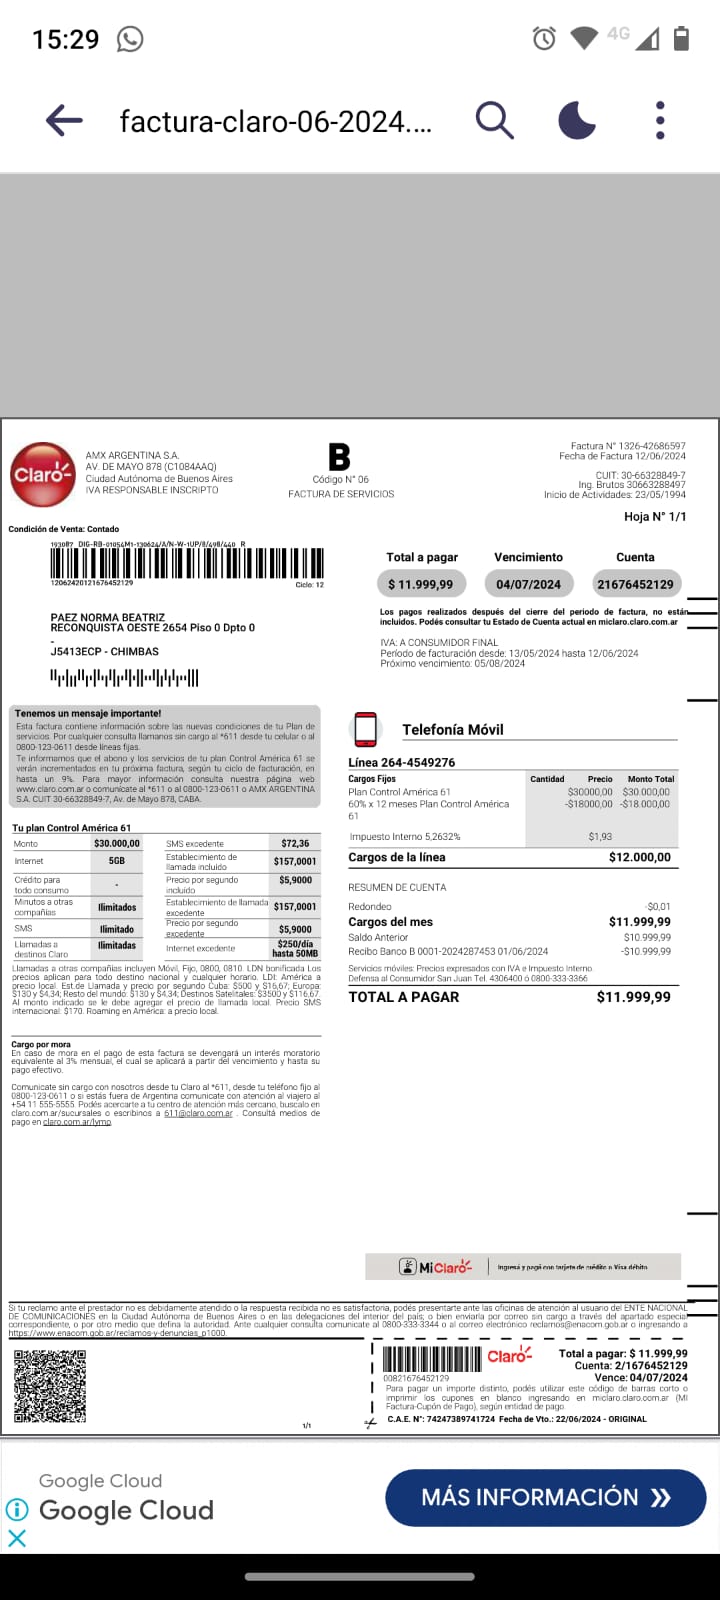 15:29
4G
factura-claro-06-2024....
Claro
AMX ARGENTINA S.A.
AV. DE MAYO 878 (C1084AAQ)
Ciudad Autónoma de Buenos Aires
IVA RESPONSABLE INSCRIPTO
B
Código N° 06
FACTURA DE SERVICIOS
Factura N° 1326-42686597
Fecha de Factura 12/06/2024
CUIT: 30-66328849-7
Ing. Brutos 30663288497
Inicio de Actividades: 23/05/1994
Hoja N° 1/1
Condición de Venta: Contado
193087 DIG-RB-01054M1-130624/A/N-W-1UP/8/498/440 R
12062420121676452129
Ciclo: 12
Total a pagar Vencimiento Cuenta
$ 11.999,99 04/07/2024 21676452129
Los pagos realizados después del cierre del periodo de factura, no están
incluidos. Podés consultar tu Estado de Cuenta actual en miclaro.claro.com.ar
PAEZ NORMA BEATRIZ
RECONQUISTA OESTE 2654 Piso 0 Dpto 0
-
J5413ECP - CHIMBAS
IVA: A CONSUMIDOR FINAL
Período de facturación desde: 13/05/2024 hasta 12/06/2024
Próximo vencimiento: 05/08/2024
Tenemos un mensaje importante!
Esta factura contiene información sobre las nuevas condiciones de tu Plan de
servicios. Por cualquier consulta llamanos sin cargo al *611 desde tu celular o al
0800-123-0611 desde líneas fijas.
Te informamos que el abono y los servicios de tu plan Control América 61 se
verán incrementados en tu próxima factura, según tu ciclo de facturación, en
hasta un 9%. Para mayor información consulta nuestra página web
www.claro.com.ar o comunicate al *611 o al 0800-123-0611 o AMX ARGENTINA
S.A. CUIT 30-66328849-7, Av. de Mayo 878, CABA.
Tu plan Control América 61
Monto $30.000,00 SMS excedente $72,36
Internet 5GB Establecimiento de llamada incluido $157,0001
Crédito para todo consumo - Precio por segundo incluido $5,9000
Minutos a otras compañías Ilimitados Establecimiento de llamada excedente $157,0001
SMS Ilimitado Precio por segundo excedente $5,9000
Llamadas a destinos Claro Ilimitadas Internet excedente $250/día hasta 50MB
Llamadas a otras compañías incluyen Móvil, Fijo, 0800, 0810. LDN bonificada Los
precios aplican para todo destino nacional y cualquier horario. LDI: América a
precio local. Est.de Llamada y precio por segundo Cuba: $500 y $16,67; Europa:
$130 y $4,34; Resto del mundo: $130 y $4,34; Destinos Satelitales: $3500 y $116,67.
Al monto indicado se le debe agregar el precio de llamada local. Precio SMS
internacional: $170. Roaming en América: a precio local.
Cargo por mora
En caso de mora en el pago de esta factura se devengará un interés moratorio
equivalente al 3% mensual, el cual se aplicará a partir del vencimiento y hasta su
pago efectivo.
Comunicate sin cargo con nosotros desde tu Claro al *611, desde tu teléfono fijo al
0800-123-0611 o si estás fuera de Argentina comunicate con atención al viajero al
+54 11 555-5555. Podés acercarte a tu centro de atención más cercano, buscalo en
claro.com.ar/sucursales o escribinos a 611@claro.com.ar . Consultá medios de
pago en claro.com.ar/lymp.
Telefonía Móvil
Línea 264-4549276
Cargos Fijos Cantidad Precio Monto Total
Plan Control América 61 $30000,00 $30.000,00
60% x 12 meses Plan Control América -$18000,00 -$18.000,00
61
Impuesto Interno 5,2632% $1,93
Cargos de la línea $12.000,00
RESUMEN DE CUENTA
Redondeo -$0,01
Cargos del mes $11.999,99
Saldo Anterior $10.999,99
Recibo Banco B 0001-2024287453 01/06/2024 -$10.999,99
Servicios móviles: Precios expresados con IVA e Impuesto Interno.
Defensa al Consumidor San Juan Tel. 4306400 ó 0800-333-3366
TOTAL A PAGAR $11.999,99
MiClaro
Ingresá y pagá con tarjeta de crédito o Visa débito
Si tu reclamo ante el prestador no es debidamente atendido o la respuesta recibida no es satisfactoria, podés presentarte ante las oficinas de atención al usuario del ENTE NACIONAL
DE COMUNICACIONES en la Ciudad Autónoma de Buenos Aires o en las delegaciones del interior del país; o bien enviarla por correo sin cargo a través del apartado especial
correspondiente, o por otro medio que defina la autoridad. Ante cualquier consulta comunicate al 0800-333-3344 o al correo electrónico reclamos@enacom.gob.ar o ingresando a
https://www.enacom.gob.ar/reclamos-y-denuncias_p1000.
Claro
00821676452129
Total a pagar: $ 11.999,99
Cuenta: 2/1676452129
Vence: 04/07/2024
Para pagar un importe distinto, podés utilizar este código de barras corto o
imprimir los cupones en blanco ingresando en miclaro.claro.com.ar (MI
Factura-Cupón de Pago), según entidad de pago.
C.A.E. N°: 74247389741724 Fecha de Vto.: 22/06/2024 - ORIGINAL
1/1
Google Cloud
Google Cloud
MÁS INFORMACIÓN